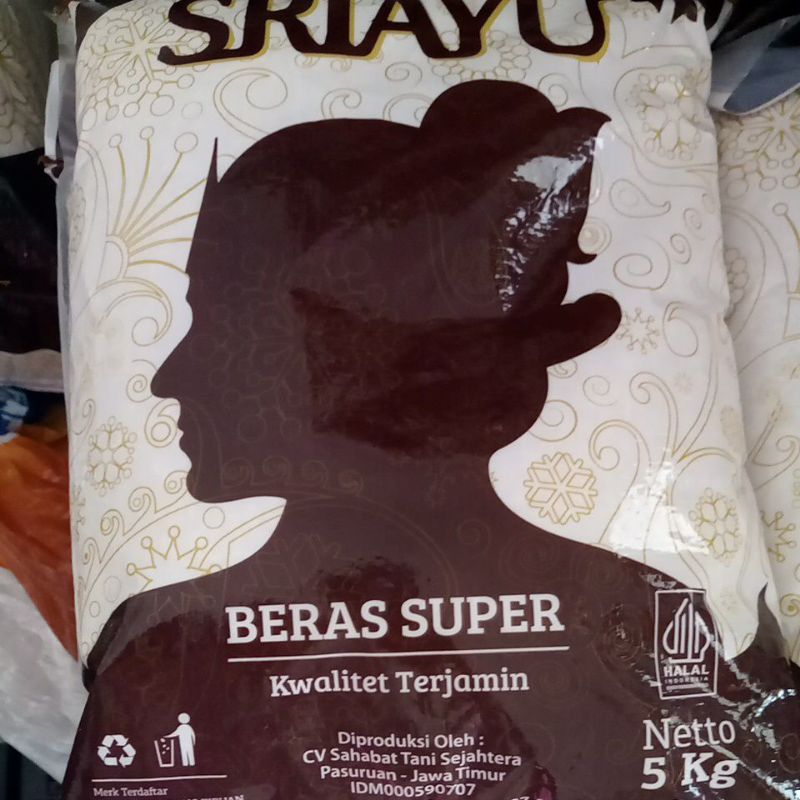 SRIAYU
BERAS SUPER
Kwalitet Terjamin
HALAL
INDONESIA
Diproduksi Oleh :
CV Sahabat Tani Sejahtera
Pasuruan - Jawa Timur
IDM000590707
Netto
5 Kg
Merk Terdaftar